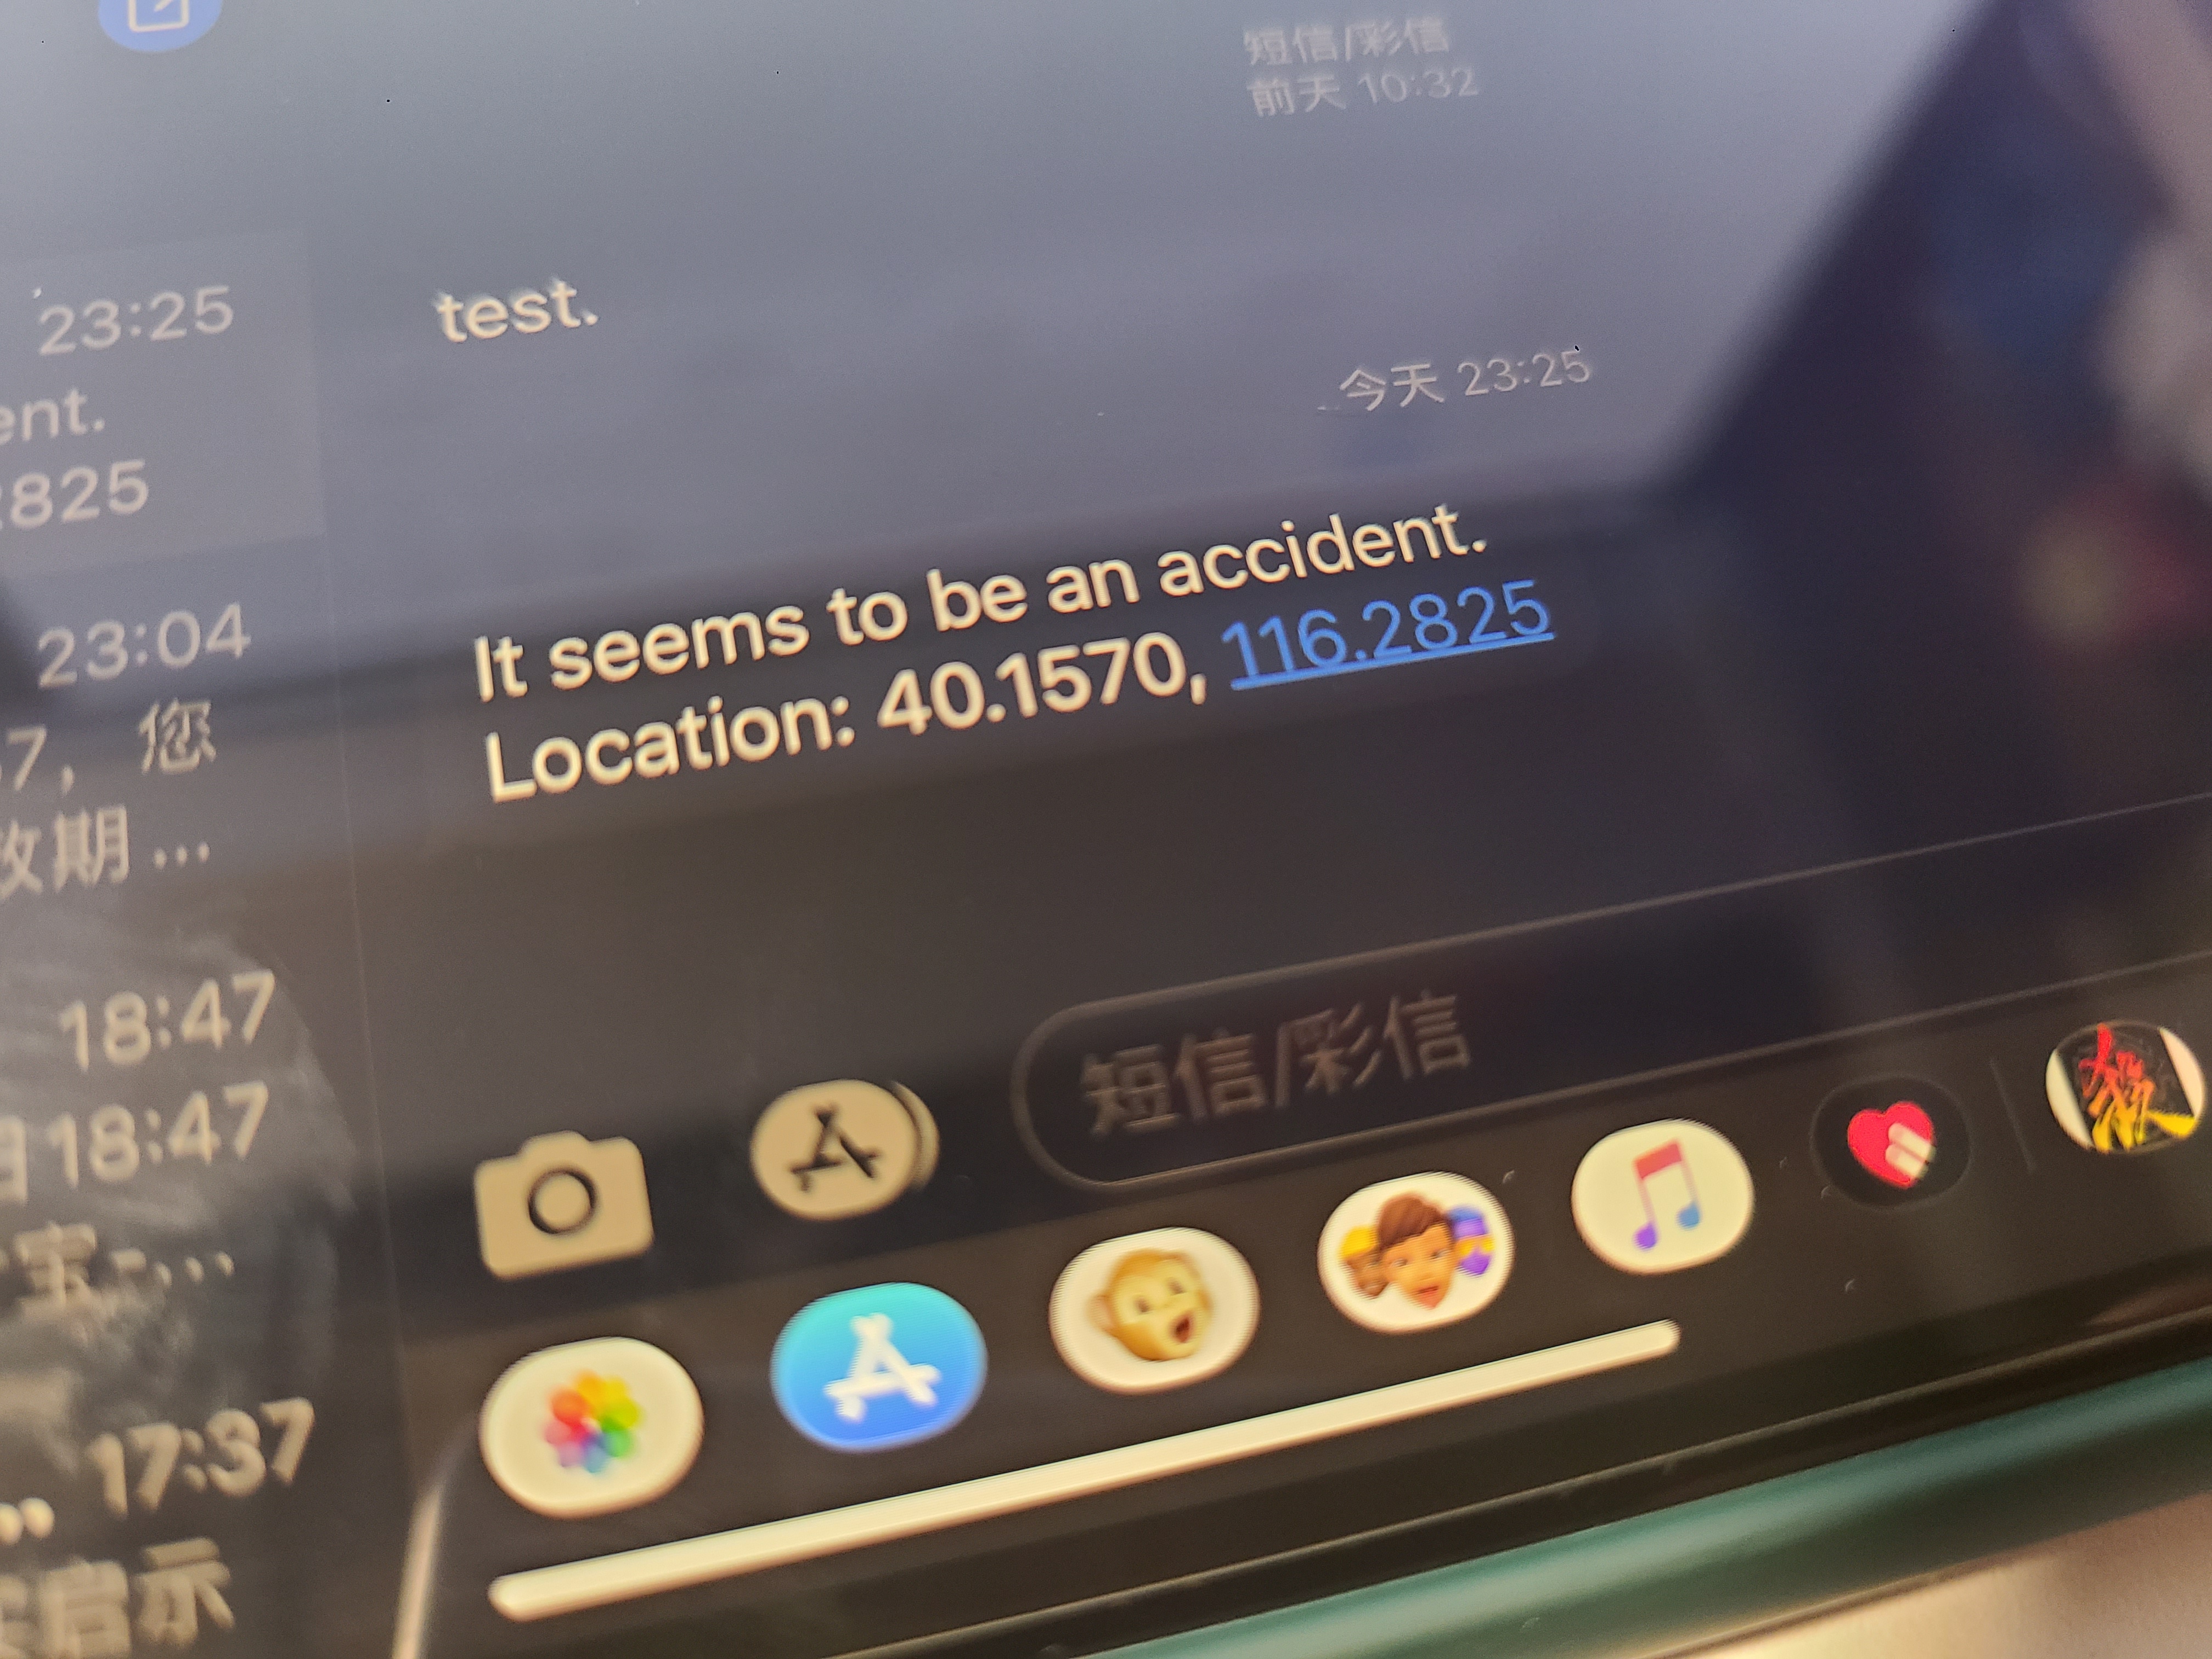 短信/彩信
前天 10:32
test.
今天 23:25
It seems to be an accident.
Location: 40.1570, 116.2825
短信/彩信
23:25
ent.
2825
23:04
7，您
效期...
18:47
18:47
宝
17:37
启示